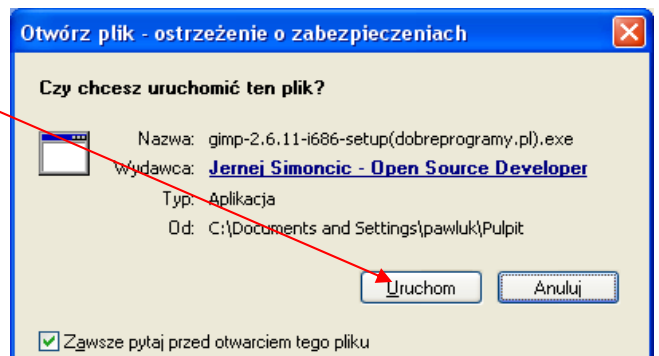 Otwórz plik - ostrzeżenie o zabezpieczeniach
Czy chcesz uruchomić ten plik?
Nazwa: gimp-2.6.11-i686-setup(dobreprogramy.pl).exe
Wydawca: Jernej Simoncic - Open Source Developer
Typ: Aplikacja
Od: C:\Documents and Settings\pawluk\Pulpit
Uruchom Anuluj
Zawsze pytaj przed otwarciem tego pliku